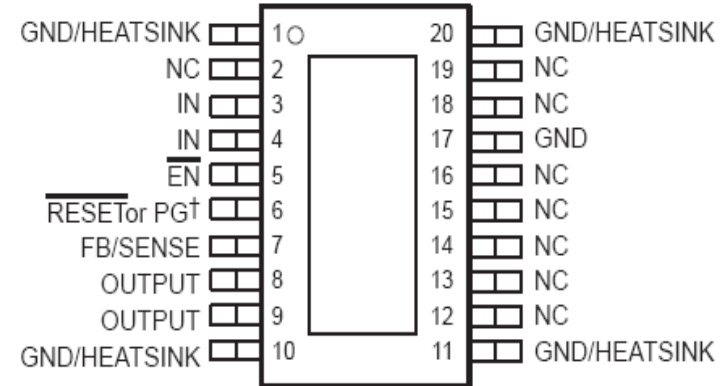 GND/HEATSINK 1 20 GND/HEATSINK
NC 2 19 NC
IN 3 18 NC
IN 4 17 GND
EN 5 16 NC
RESETor PG† 6 15 NC
FB/SENSE 7 14 NC
OUTPUT 8 13 NC
OUTPUT 9 12 NC
GND/HEATSINK 10 11 GND/HEATSINK